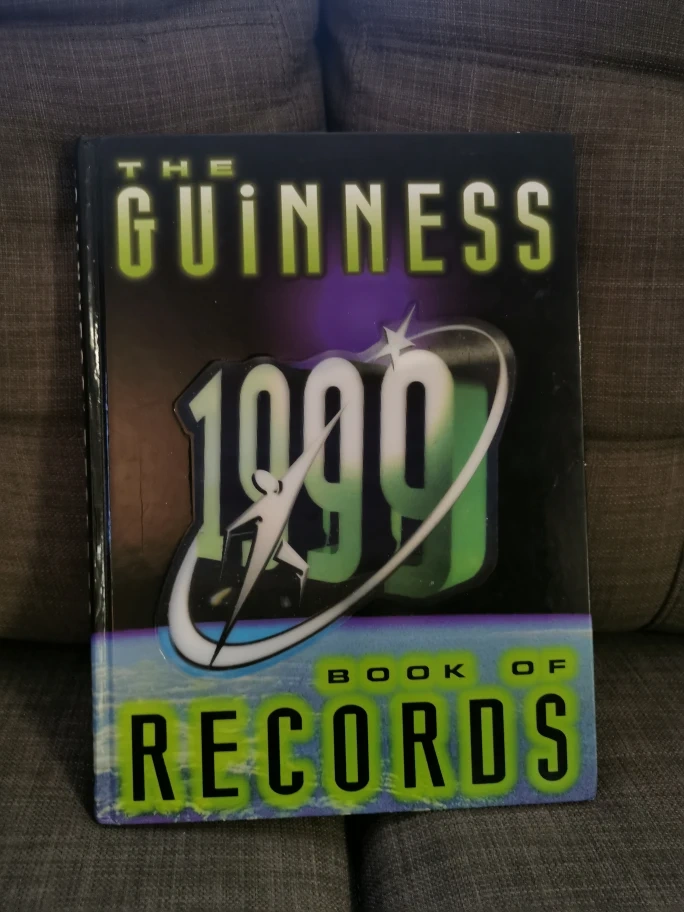 THE
GUiNNESS
1999
BOOK OF
RECORDS